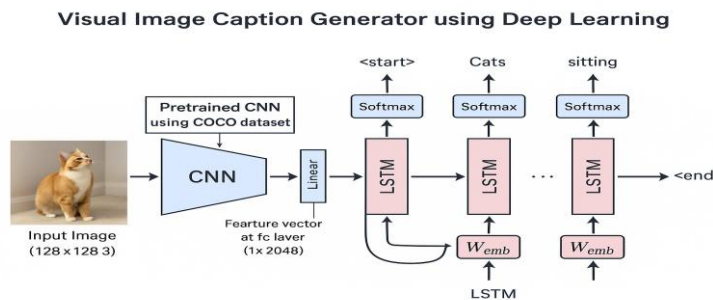 Visual Image Caption Generator using Deep Learning
<start> Cats sitting
Softmax Softmax Softmax
Pretrained CNN
using COCO dataset
CNN
Linear
LSTM LSTM ... LSTM
<end
Input Image
(128 x 128 3)
Fearture vector
at fc laver
(1x 2048)
Wemb Wemb
LSTM